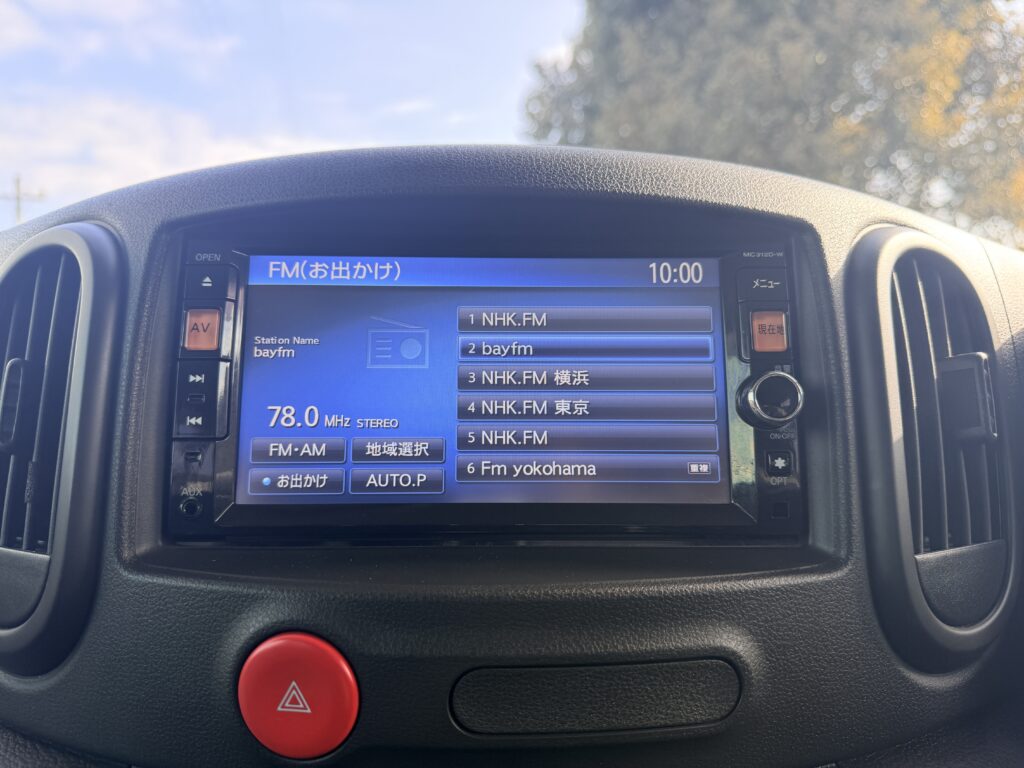 OPEN
MC312D-W
FM(お出かけ)
10:00
メニュー
AV
現在地
Station Name
bayfm
78.0 MHz STEREO
1 NHK.FM
2 bayfm
3 NHK.FM 横浜
4 NHK.FM 東京
5 NHK.FM
6 Fm yokohama 重複
FM・AM
地域選択
お出かけ
AUTO.P
ON・OFF
OPT
AUX